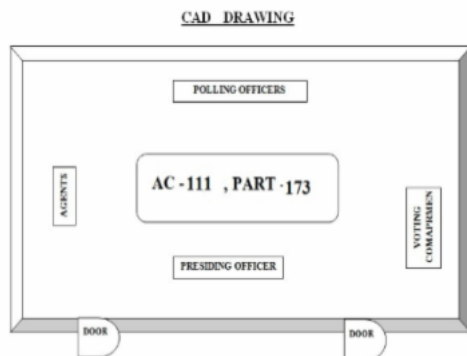 CAD DRAWING
POLLING OFFICERS
AGENTS
AC -111 , PART -173
VOTING
COMAPRMEN
PRESIDING OFFICER
DOOR
DOOR